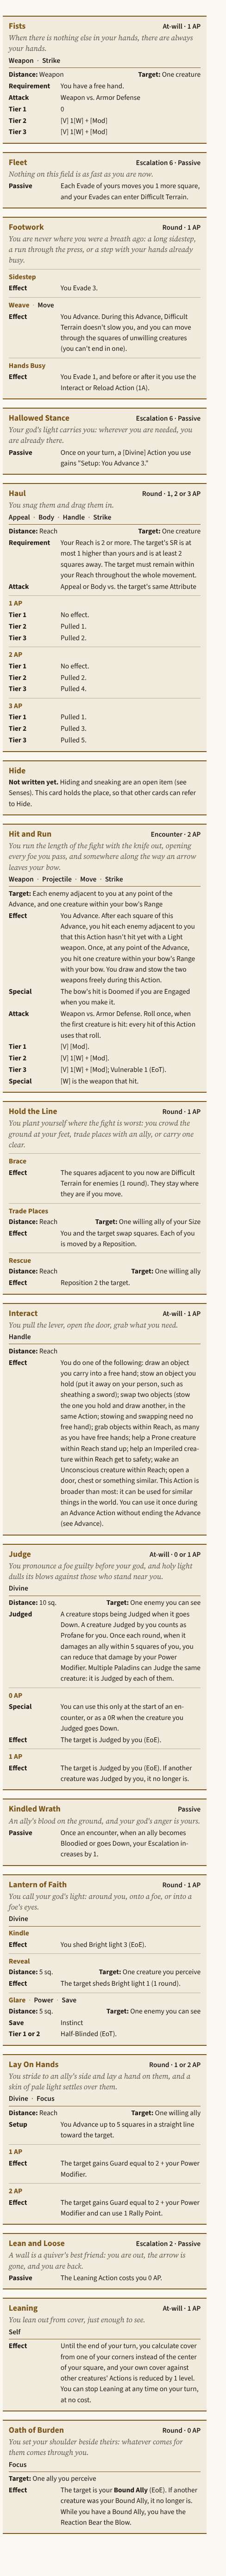 Fists At-will · 1 AP
When there is nothing else in your hands, there are always
your hands.
Weapon · Strike
Distance: Weapon Target: One creature
Requirement You have a free hand.
Attack Weapon vs. Armor Defense
Tier 1 0
Tier 2 [V] 1[W] + [Mod]
Tier 3 [V] 1[W] + [Mod]
Fleet Escalation 6 · Passive
Nothing on this field is as fast as you are now.
Passive Each Evade of yours moves you 1 more square,
and your Evades can enter Difficult Terrain.
Footwork Round · 1 AP
You are never where you were a breath ago: a long sidestep,
a run through the press, or a step with your hands already
busy.
Sidestep
Effect You Evade 3.
Weave Move
Effect You Advance. During this Advance, Difficult
Terrain doesn't slow you, and you can move
through the squares of unwilling creatures
(you can't end in one).
Hands Busy
Effect You Evade 1, and before or after it you use the
Interact or Reload Action (1A).
Hallowed Stance Escalation 6 · Passive
Your god's light carries you: wherever you are needed, you
are already there.
Passive Once on your turn, a [Divine] Action you use
gains "Setup: You Advance 3."
Haul Round · 1, 2 or 3 AP
You snag them and drag them in.
Appeal · Body · Handle · Strike
Distance: Reach Target: One creature
Requirement Your Reach is 2 or more. The target's SR at
most 1 higher than yours and is at least 2
squares away. The target must remain within
your Reach throughout the whole movement.
Attack Appeal or Body vs. the target's same Attribute
1 AP
Tier 1 No effect.
Tier 2 Pulled 1.
Tier 3 Pulled 2.
2 AP
Tier 1 No effect.
Tier 2 Pulled 2.
Tier 3 Pulled 4.
3 AP
Tier 1 Pulled 1.
Tier 2 Pulled 3.
Tier 3 Pulled 5.
Hide
Not written yet. Hiding and sneaking are an open item (see
Senses). This card holds the place, so that other cards can refer
to Hide.
Hit and Run Encounter · 2 AP
You run the length of the fight with the knife out, opening
every foe you pass, and somewhere along the way an arrow
leaves your bow.
Weapon · Projectile · Move · Strike
Target: Each enemy adjacent to you at any point of the
Advance, and one creature within your bow's Range
Effect You Advance. After each square of this
Advance, you hit each enemy adjacent to you
that this Action hasn't hit yet with a Light
weapon. Once, at any point of the Advance,
you hit one creature within your bow's Range
with your bow. You draw and stow the two
weapons freely during this Action.
Special The bow's hit is Doomed if you are Engaged
when you make it.
Attack Weapon vs. Armor Defense. Roll once, when
the first creature is hit: every hit of this Action
uses that roll.
Tier 1 [V] [Mod].
Tier 2 [V] 1[W] + [Mod].
Tier 3 [V] 1[W] + [Mod]; Vulnerable 1 (EoT).
Special [W] is the weapon that hit.
Hold the Line Round · 1 AP
You plant yourself where the fight is worst: you crowd the
ground at your feet, trade places with an ally, or carry one
clear.
Brace
Effect The squares adjacent to you now are Difficult
Terrain for enemies (1 round). They stay where
they are if you move.
Trade Places
Distance: Reach Target: One willing ally of your Size
Effect You and the target swap squares. Each of you
is moved by a Reposition.
Rescue
Distance: Reach Target: One willing ally
Effect Reposition 2 the target.
Interact At-will · 1 AP
You pull the lever, open the door, grab what you need.
Handle
Distance: Reach
Effect You do one of the following: draw an object
you carry into a free hand; stow an object you
hold (put it away on your person, such as
sheathing a sword); swap two objects (stow
the one you hold and draw another, in the
same Action; stowing and swapping need no
free hand); grab objects within Reach, as many
as you have free hands; help a Prone creature
within Reach stand up; help an Imperiled crea-
ture within Reach get to safety; wake an
Unconscious creature within Reach; open a
door, chest or something similar. This Action is
broader than most: it can be used for similar
things in the world. You can use it once during
an Advance Action without ending the Advance
(see Advance).
Judge At-will · 0 or 1 AP
You pronounce a foe guilty before your god, and holy light
dulls its blows against those who stand near you.
Divine
Distance: 10 sq. Target: One enemy you can see
Judged A creature stops being Judged when it goes
Down. A creature Judged by you counts as
Profane for you. Once each round, when it
damages an ally within 5 squares of you, you
can reduce that damage by your Power
Modifier. Multiple Paladins can Judge the same
creature: it is Judged by each of them.
0 AP
Special You can use this only at the start of an en-
counter, or as a 0R when the creature you
Judged goes Down.
Effect The target is Judged by you (EoE).
1 AP
Effect The target is Judged by you (EoE). If another
creature was Judged by you, it no longer is.
Kindled Wrath Passive
An ally's blood on the ground, and your god's anger is yours.
Passive Once an encounter, when an ally becomes
Bloodied or goes Down, your Escalation in-
creases by 1.
Lantern of Faith Round · 1 AP
You call your god's light: around you, onto a foe, or into a
foe's eyes.
Divine
Kindle
Effect You shed Bright light 3 (EoE).
Reveal
Distance: 5 sq. Target: One creature you perceive
Effect The target sheds Bright light 1 (1 round).
Glare Power Save
Distance: 5 sq. Target: One enemy you can see
Save Instinct
Tier 1 or 2 Half-Blinded (EoT).
Lay On Hands Round · 1 or 2 AP
You stride to an ally's side and lay a hand on them, and a
skin of pale light settles over them.
Divine · Focus
Distance: Reach Target: One willing ally
Setup You Advance up to 5 squares in a straight line
toward the target.
1 AP
Effect The target gains Guard equal to 2 + your Power
Modifier.
2 AP
Effect The target gains Guard equal to 2 + your Power
Modifier and can use 1 Rally Point.
Lean and Loose Escalation 2 · Passive
A wall is a quiver's best friend: you are out, the arrow is
gone, and you are back.
Passive The Leaning Action costs you 0 AP.
Leaning At-will · 1 AP
You lean out from cover, just enough to see.
Self
Effect Until the end of your turn, you calculate cover
from one of your corners instead of the center
of your square, and your own cover against
other creatures' Actions is reduced by 1 level.
You can stop Leaning at any time on your turn,
at no cost.
Oath of Burden Round · 0 AP
You set your shoulder beside theirs: whatever comes for
them comes through you.
Focus
Target: One ally you perceive
Effect The target is your Bound Ally (EoE). If another
creature was your Bound Ally, it no longer is.
While you have a Bound Ally, you have the
Reaction Bear the Blow.